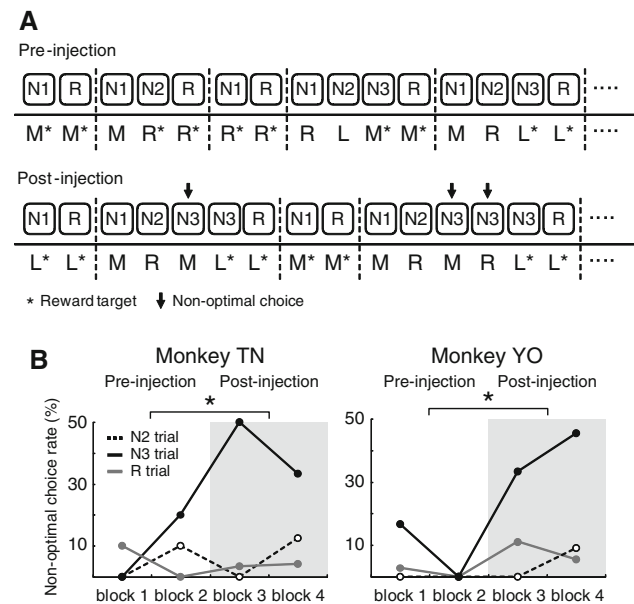 A
Pre-injection
N1 R N1 N2 R N1 R N1 N2 N3 R N1 N2 N3 R ····
M* M* M R* R* R* R* R L M* M* M R L* L* ····
Post-injection
N1 R N1 N2 N3 N3 R N1 R N1 N2 N3 N3 N3 R ····
L* L* M R M L* L* M* M* M R M R L* L* ····
* Reward target Non-optimal choice
B
Monkey TN Monkey YO
Pre-injection Post-injection Pre-injection Post-injection
* *
Non-optimal choice rate (%)
50 50
30 30
10 10
N2 trial
N3 trial
R trial
block 1 block 2 block 3 block 4 block 1 block 2 block 3 block 4